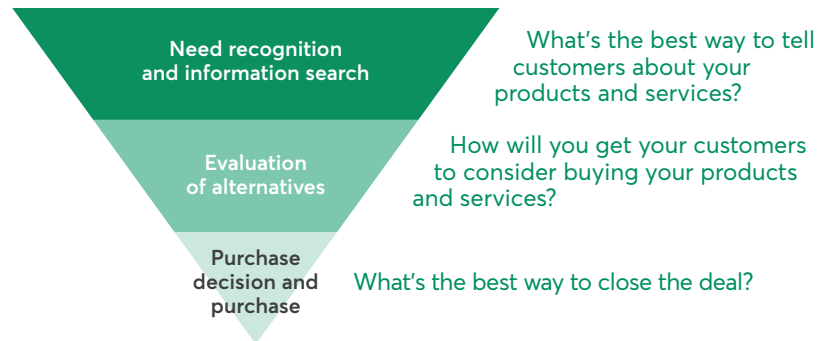 Need recognition
and information search
What's the best way to tell
customers about your
products and services?
Evaluation
of alternatives
How will you get your customers
to consider buying your products
and services?
Purchase
decision and
purchase
What's the best way to close the deal?